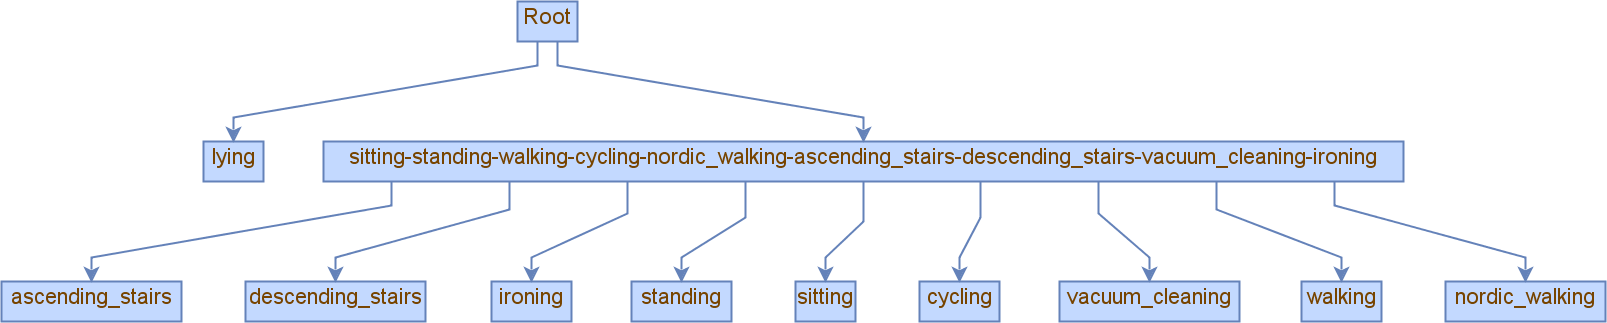 Root
lying
sitting-standing-walking-cycling-nordic_walking-ascending_stairs-descending_stairs-vacuum_cleaning-ironing
ascending_stairs
descending_stairs
ironing
standing
sitting
cycling
vacuum_cleaning
walking
nordic_walking